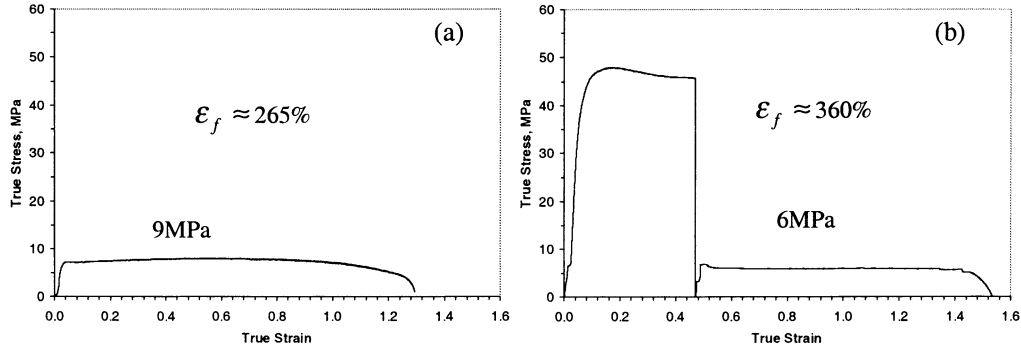 (a)
60
50
40
30
20
10
0
True Stress, MPa
ε_f ≈ 265%
9MPa
0.0 0.2 0.4 0.6 0.8 1.0 1.2 1.4 1.6
True Strain
(b)
60
50
40
30
20
10
0
True Stress, MPa
ε_f ≈ 360%
6MPa
0.0 0.2 0.4 0.6 0.8 1.0 1.2 1.4 1.6
True Strain